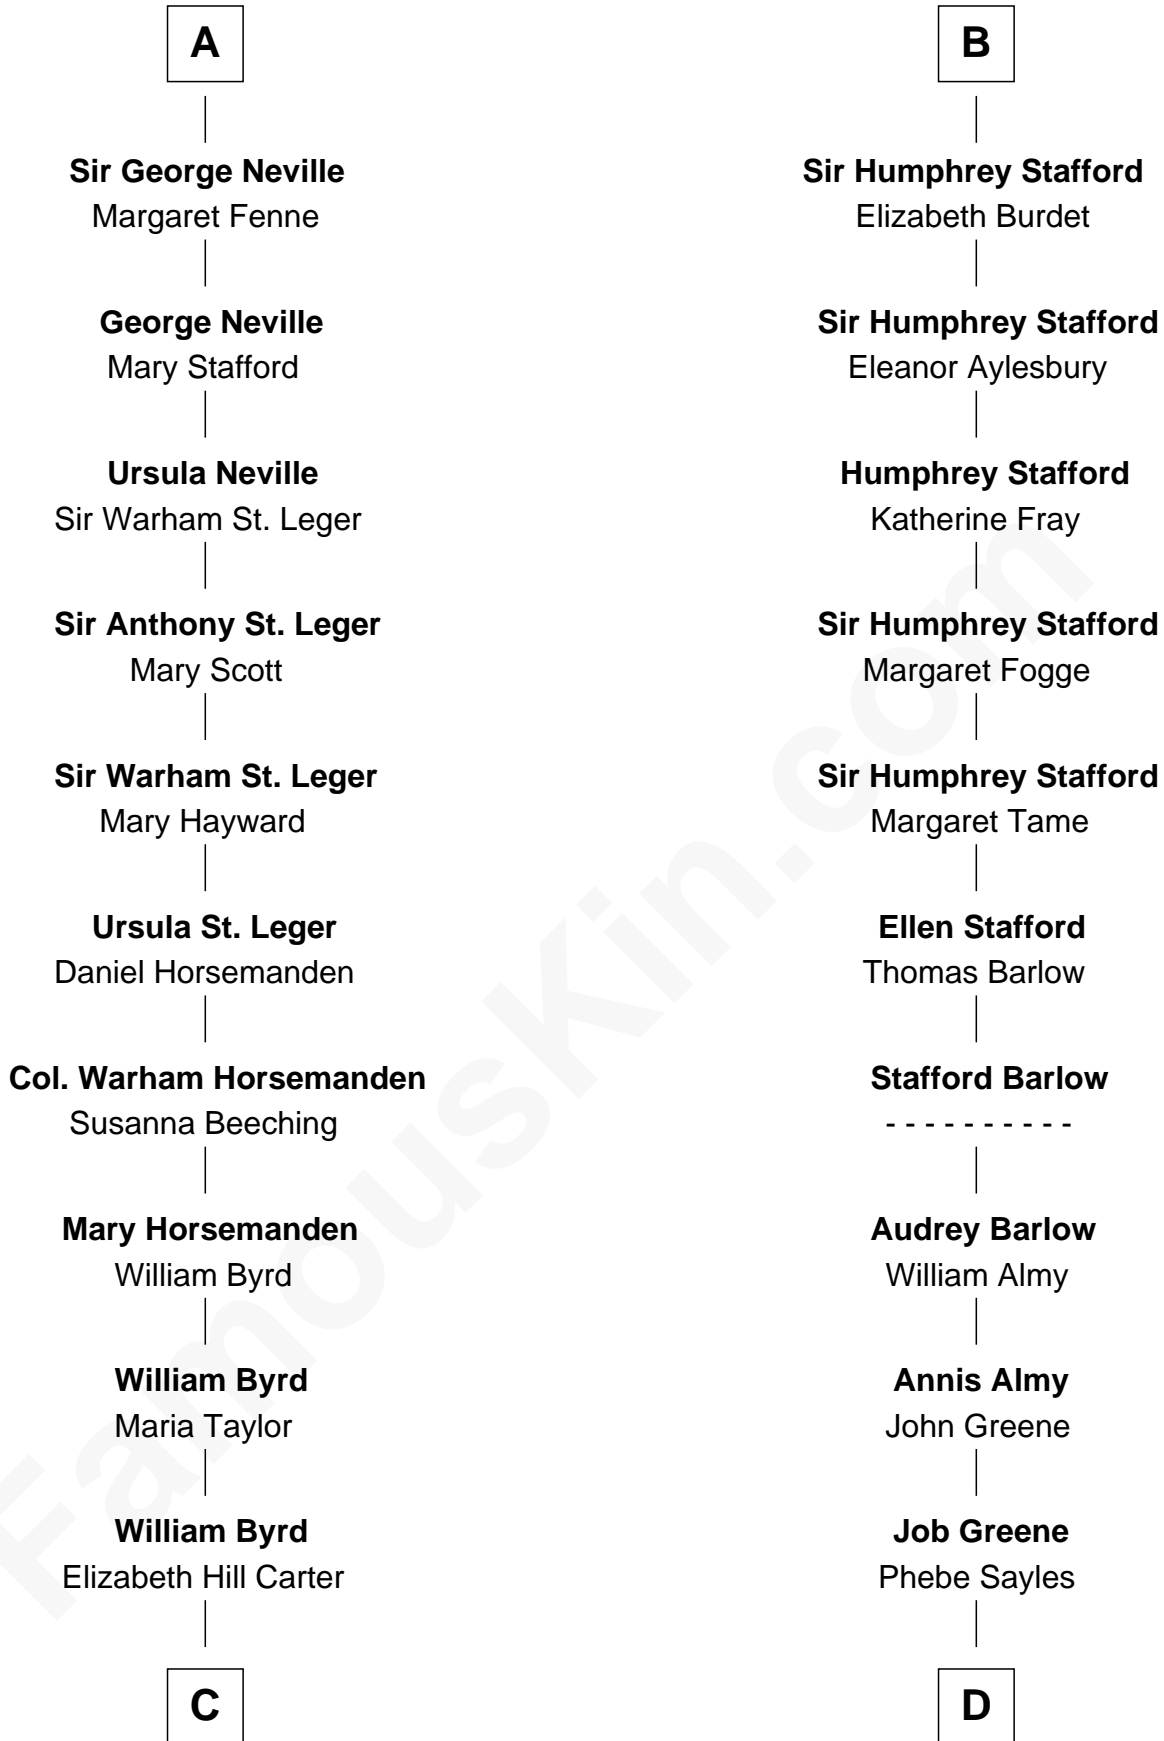 A
Sir George Neville
Margaret Fenne
George Neville
Mary Stafford
Ursula Neville
Sir Warham St. Leger
Sir Anthony St. Leger
Mary Scott
Sir Warham St. Leger
Mary Hayward
Ursula St. Leger
Daniel Horsemanden
Col. Warham Horsemanden
Susanna Beeching
Mary Horsemanden
William Byrd
William Byrd
Maria Taylor
William Byrd
Elizabeth Hill Carter
C
B
Sir Humphrey Stafford
Elizabeth Burdet
Sir Humphrey Stafford
Eleanor Aylesbury
Humphrey Stafford
Katherine Fray
Sir Humphrey Stafford
Margaret Fogge
Sir Humphrey Stafford
Margaret Tame
Ellen Stafford
Thomas Barlow
Stafford Barlow
- - - - - - - - - -
Audrey Barlow
William Almy
Annis Almy
John Greene
Job Greene
Phebe Sayles
D
FamousKin.com